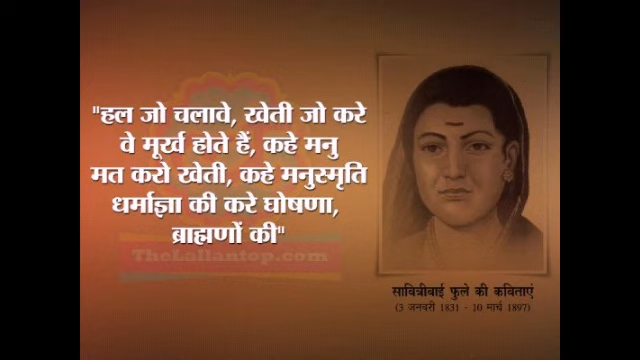 "हल जो चलावे, खेती जो करे
वे मूर्ख होते हैं, कहे मनु
मत करो खेती, कहे मनुस्मृति
धर्माज्ञा की करे घोषणा,
ब्राह्मणों की"
TheLallantop.com
सावित्रीबाई फुले की कविताएं
(3 जनवरी 1831 - 10 मार्च 1897)